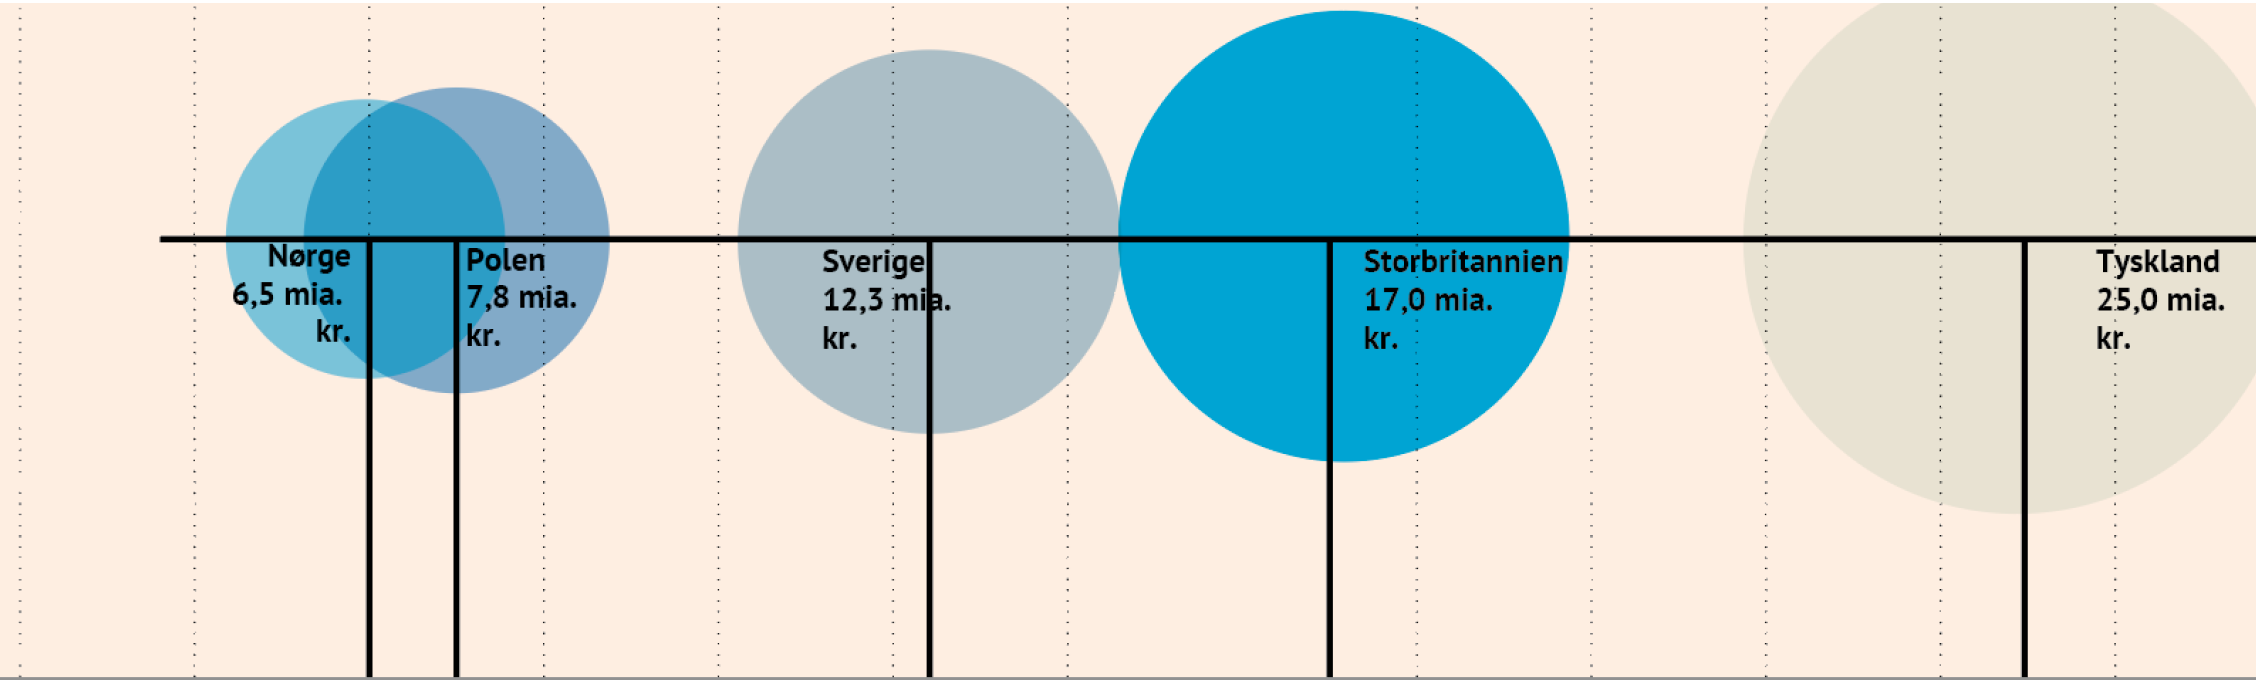 Nørge
6,5 mia.
kr.
Polen
7,8 mia.
kr.
Sverige
12,3 mia.
kr.
Storbritannien
17,0 mia.
kr.
Tyskland
25,0 mia.
kr.